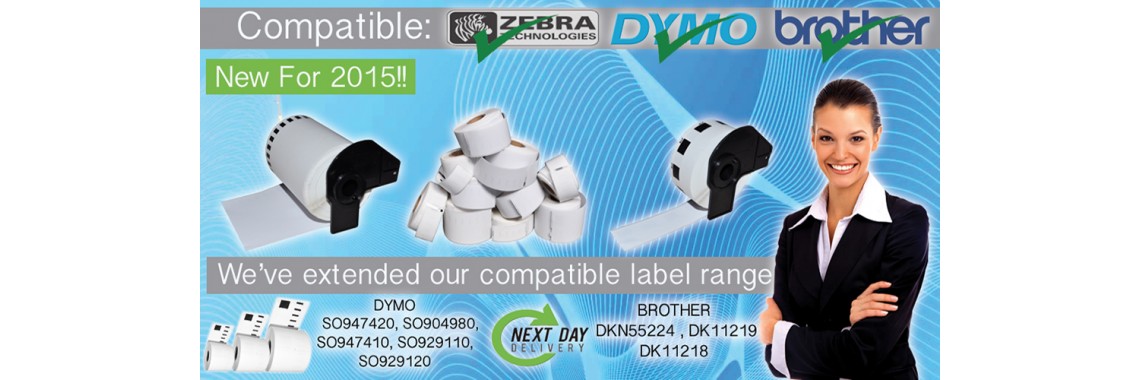 Compatible: ZEBRA TECHNOLOGIES DYMO brother
New For 2015!!
We've extended our compatible label range
DYMO
SO947420, SO904980,
SO947410, SO929110,
SO929120
NEXT DAY
DELIVERY
BROTHER
DKN55224 , DK11219
DK11218